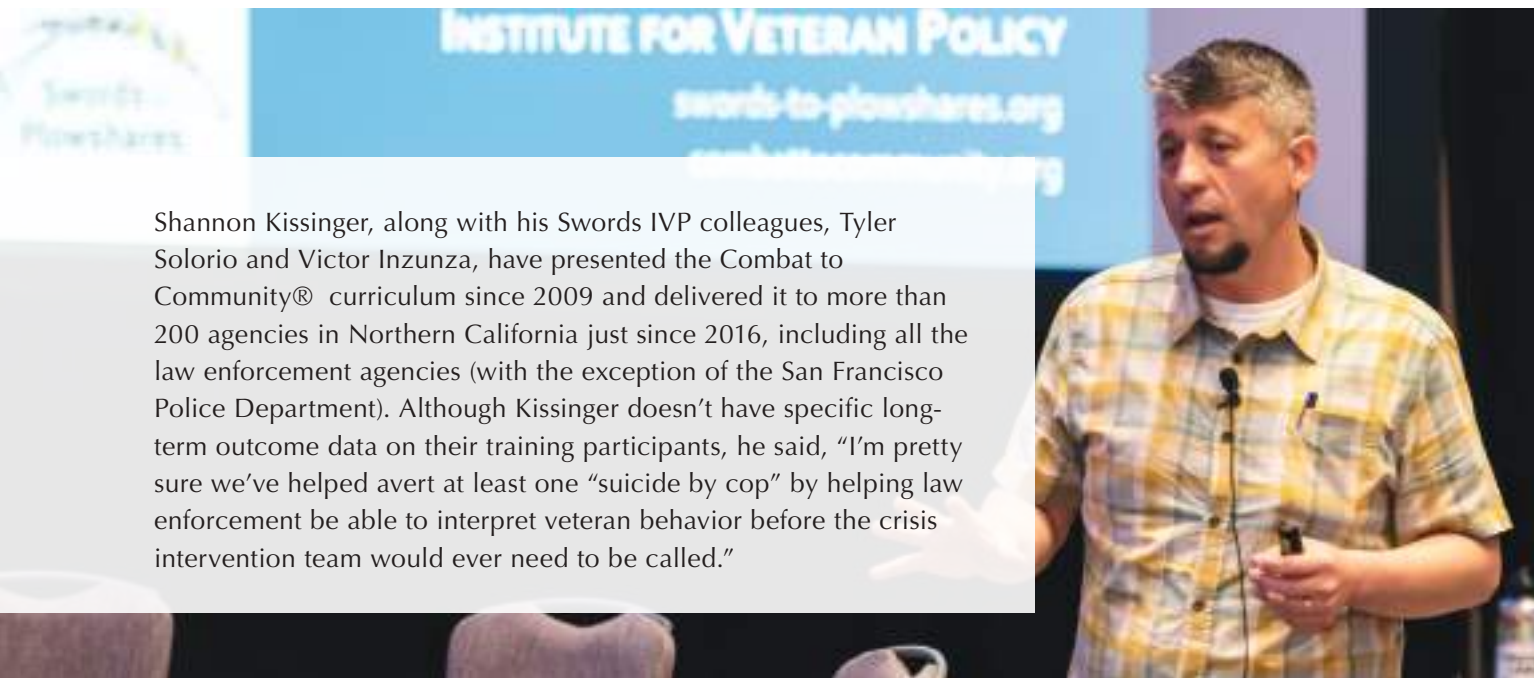 Swords to
Plowshares
INSTITUTE FOR VETERAN POLICY
swords-to-plowshares.org
combattocommunity.org
Shannon Kissinger, along with his Swords IVP colleagues, Tyler
Solorio and Victor Inzunza, have presented the Combat to
Community®  curriculum since 2009 and delivered it to more than
200 agencies in Northern California just since 2016, including all the
law enforcement agencies (with the exception of the San Francisco
Police Department). Although Kissinger doesn’t have specific long-
term outcome data on their training participants, he said, “I’m pretty
sure we’ve helped avert at least one “suicide by cop” by helping law
enforcement be able to interpret veteran behavior before the crisis
intervention team would ever need to be called.”